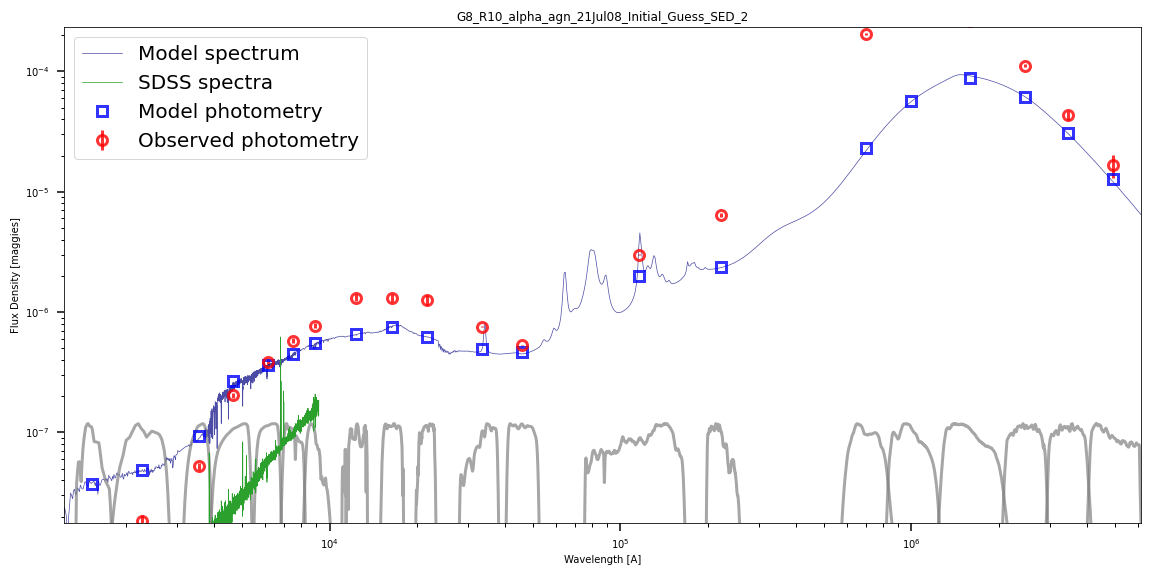 G8_R10_alpha_agn_21Jul08_Initial_Guess_SED_2
Model spectrum
SDSS spectra
Model photometry
Observed photometry
Flux Density [maggies]
10⁻⁴
10⁻⁵
10⁻⁶
10⁻⁷
10⁴
10⁵
10⁶
Wavelength [A]